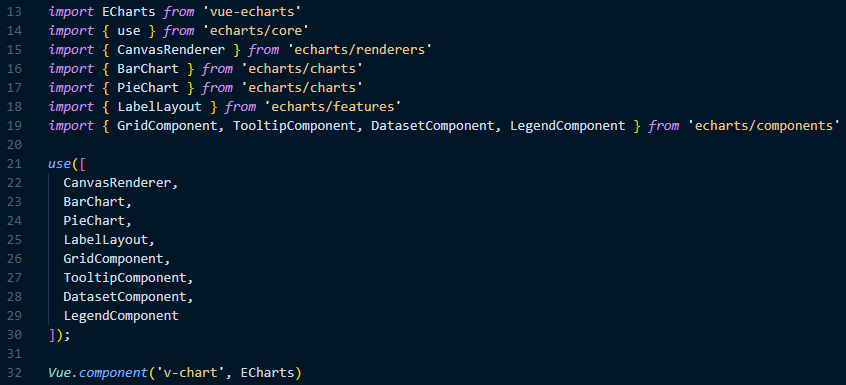 13 import ECharts from 'vue-echarts'
14 import { use } from 'echarts/core'
15 import { CanvasRenderer } from 'echarts/renderers'
16 import { BarChart } from 'echarts/charts'
17 import { PieChart } from 'echarts/charts'
18 import { LabelLayout } from 'echarts/features'
19 import { GridComponent, TooltipComponent, DatasetComponent, LegendComponent } from 'echarts/components'
20
21 use([
22 CanvasRenderer,
23 BarChart,
24 PieChart,
25 LabelLayout,
26 GridComponent,
27 TooltipComponent,
28 DatasetComponent,
29 LegendComponent
30 ]);
31
32 Vue.component('v-chart', ECharts)